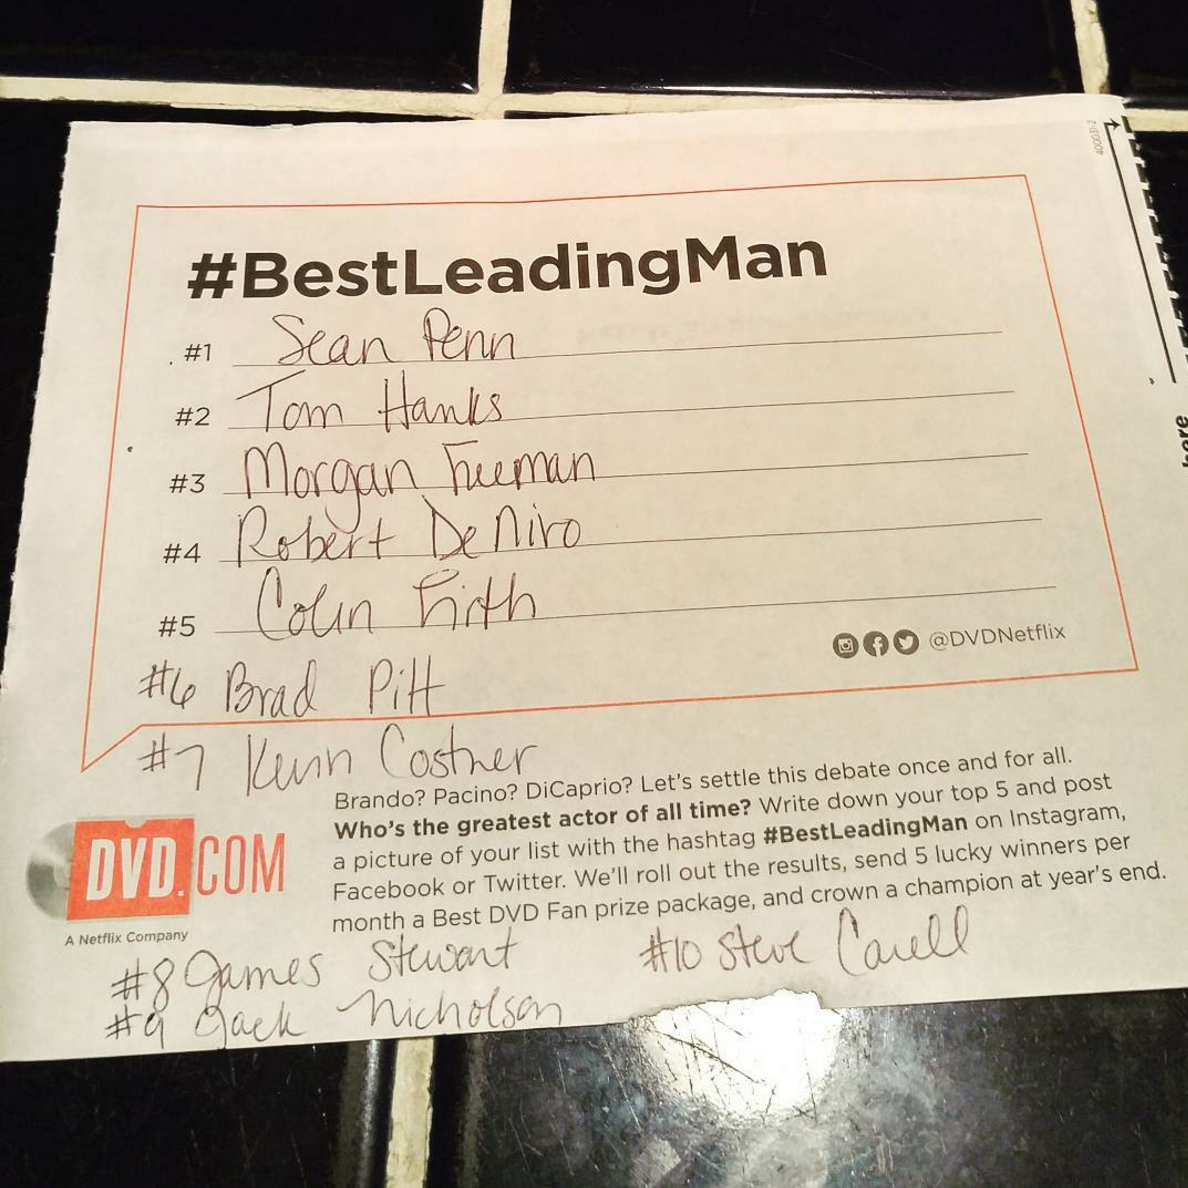 400031-2
#BestLeadingMan
#1 Sean Penn
#2 Tom Hanks
#3 Morgan Freeman
#4 Robert De Niro
#5 Colin Firth
@DVDNetflix
#6 Brad Pitt
#7 Kevin Costner
Brando? Pacino? DiCaprio? Let's settle this debate once and for all.
Who's the greatest actor of all time? Write down your top 5 and post
a picture of your list with the hashtag #BestLeadingMan on Instagram,
Facebook or Twitter. We'll roll out the results, send 5 lucky winners per
month a Best DVD Fan prize package, and crown a champion at year's end.
DVD.COM
A Netflix Company
#8 James Stewart
#9 Jack Nicholson
#10 Steve Carell
here